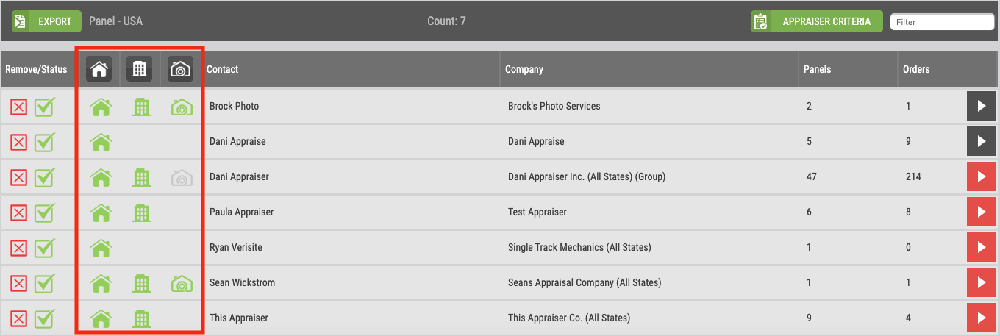 EXPORT Panel - USA Count: 7 APPRAISER CRITERIA Filter
Remove/Status Contact Company Panels Orders
Brock Photo Brock's Photo Services 2 1
Dani Appraise Dani Appraise 5 9
Dani Appraiser Dani Appraiser Inc. (All States) (Group) 47 214
Paula Appraiser Test Appraiser 6 8
Ryan Verisite Single Track Mechanics (All States) 1 0
Sean Wickstrom Seans Appraisal Company (All States) 1 1
This Appraiser This Appraiser Co. (All States) 9 4